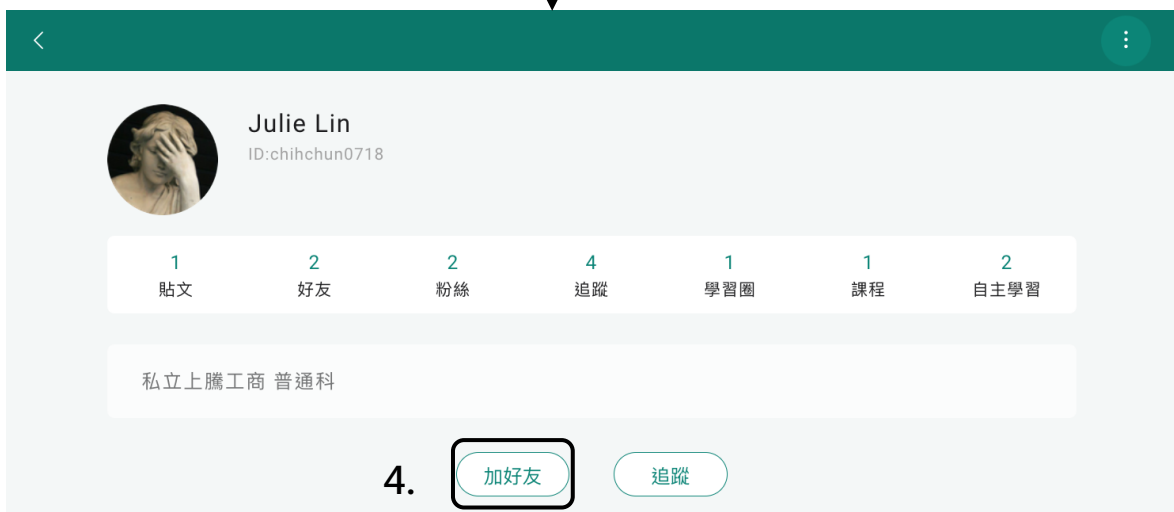 Julie Lin
ID:chihchun0718
1 2 2 4 1 1 2
貼文 好友 粉絲 追蹤 學習圈 課程 自主學習
私立上騰工商 普通科
4. 加好友 追蹤